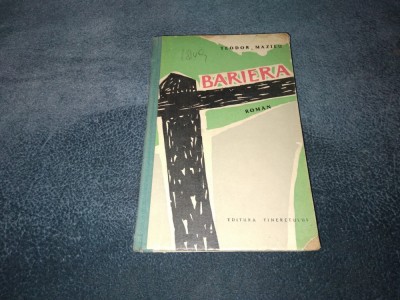 TEODOR MAZILU
BARIERA
ROMAN
EDITURA TINERETULUI